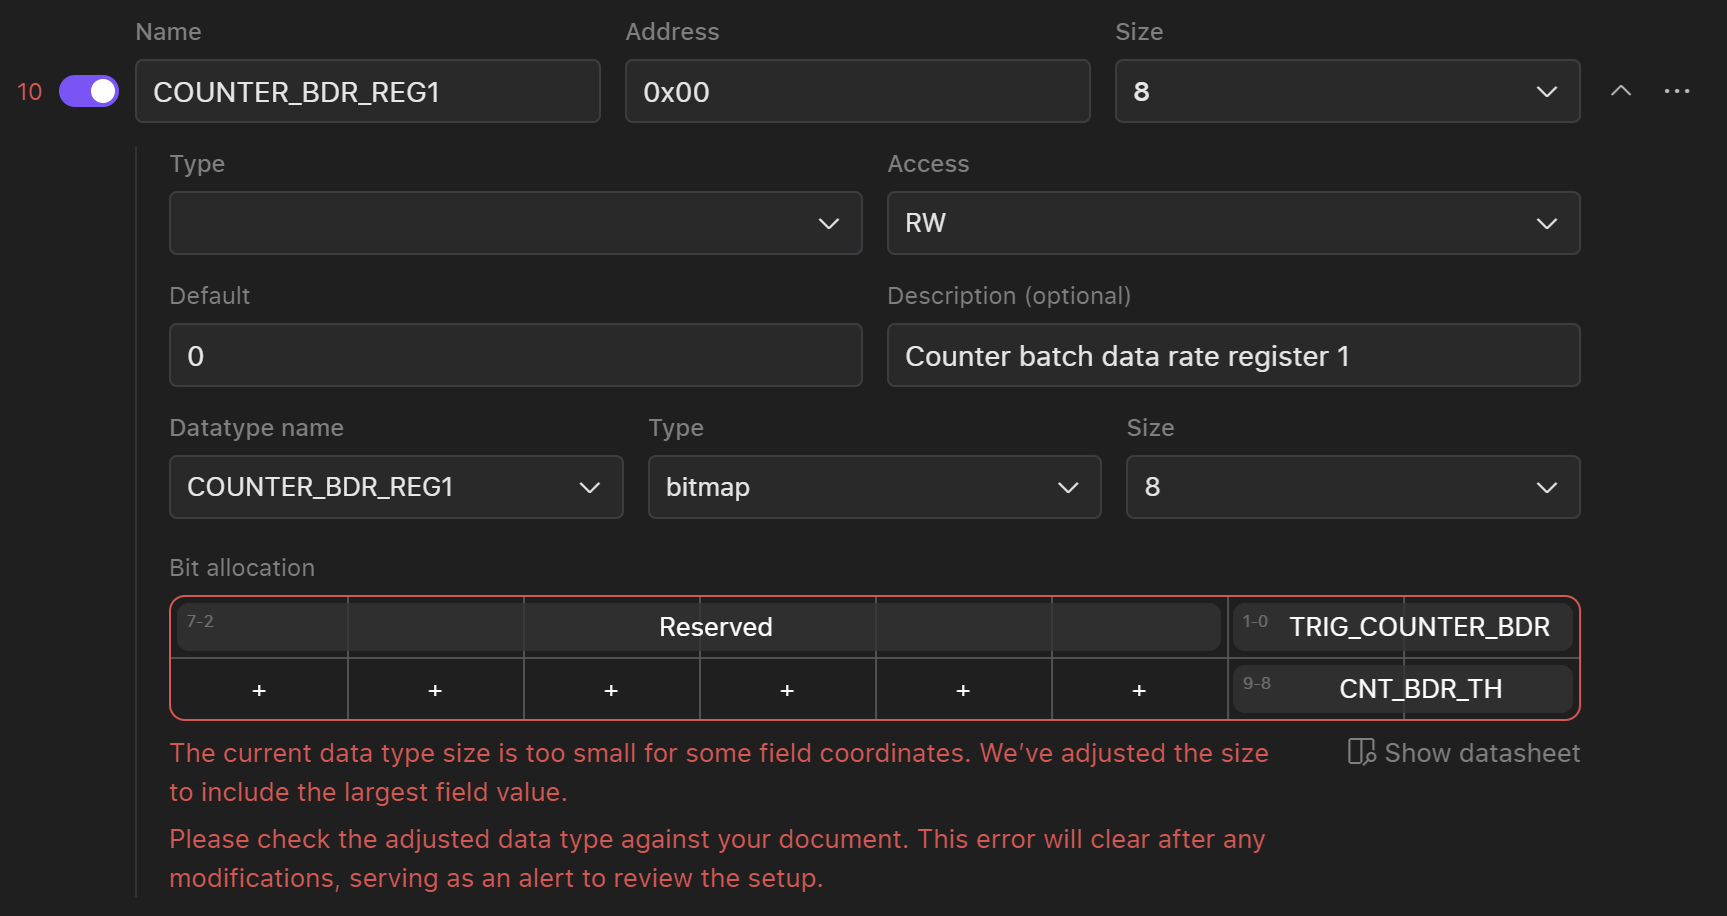 Name Address Size
10 COUNTER_BDR_REG1 0x00 8
Type Access
RW
Default Description (optional)
0 Counter batch data rate register 1
Datatype name Type Size
COUNTER_BDR_REG1 bitmap 8
Bit allocation
7-2 Reserved 1-0 TRIG_COUNTER_BDR
+ + + + + + 9-8 CNT_BDR_TH
The current data type size is too small for some field coordinates. We’ve adjusted the size
to include the largest field value.
Show datasheet
Please check the adjusted data type against your document. This error will clear after any
modifications, serving as an alert to review the setup.